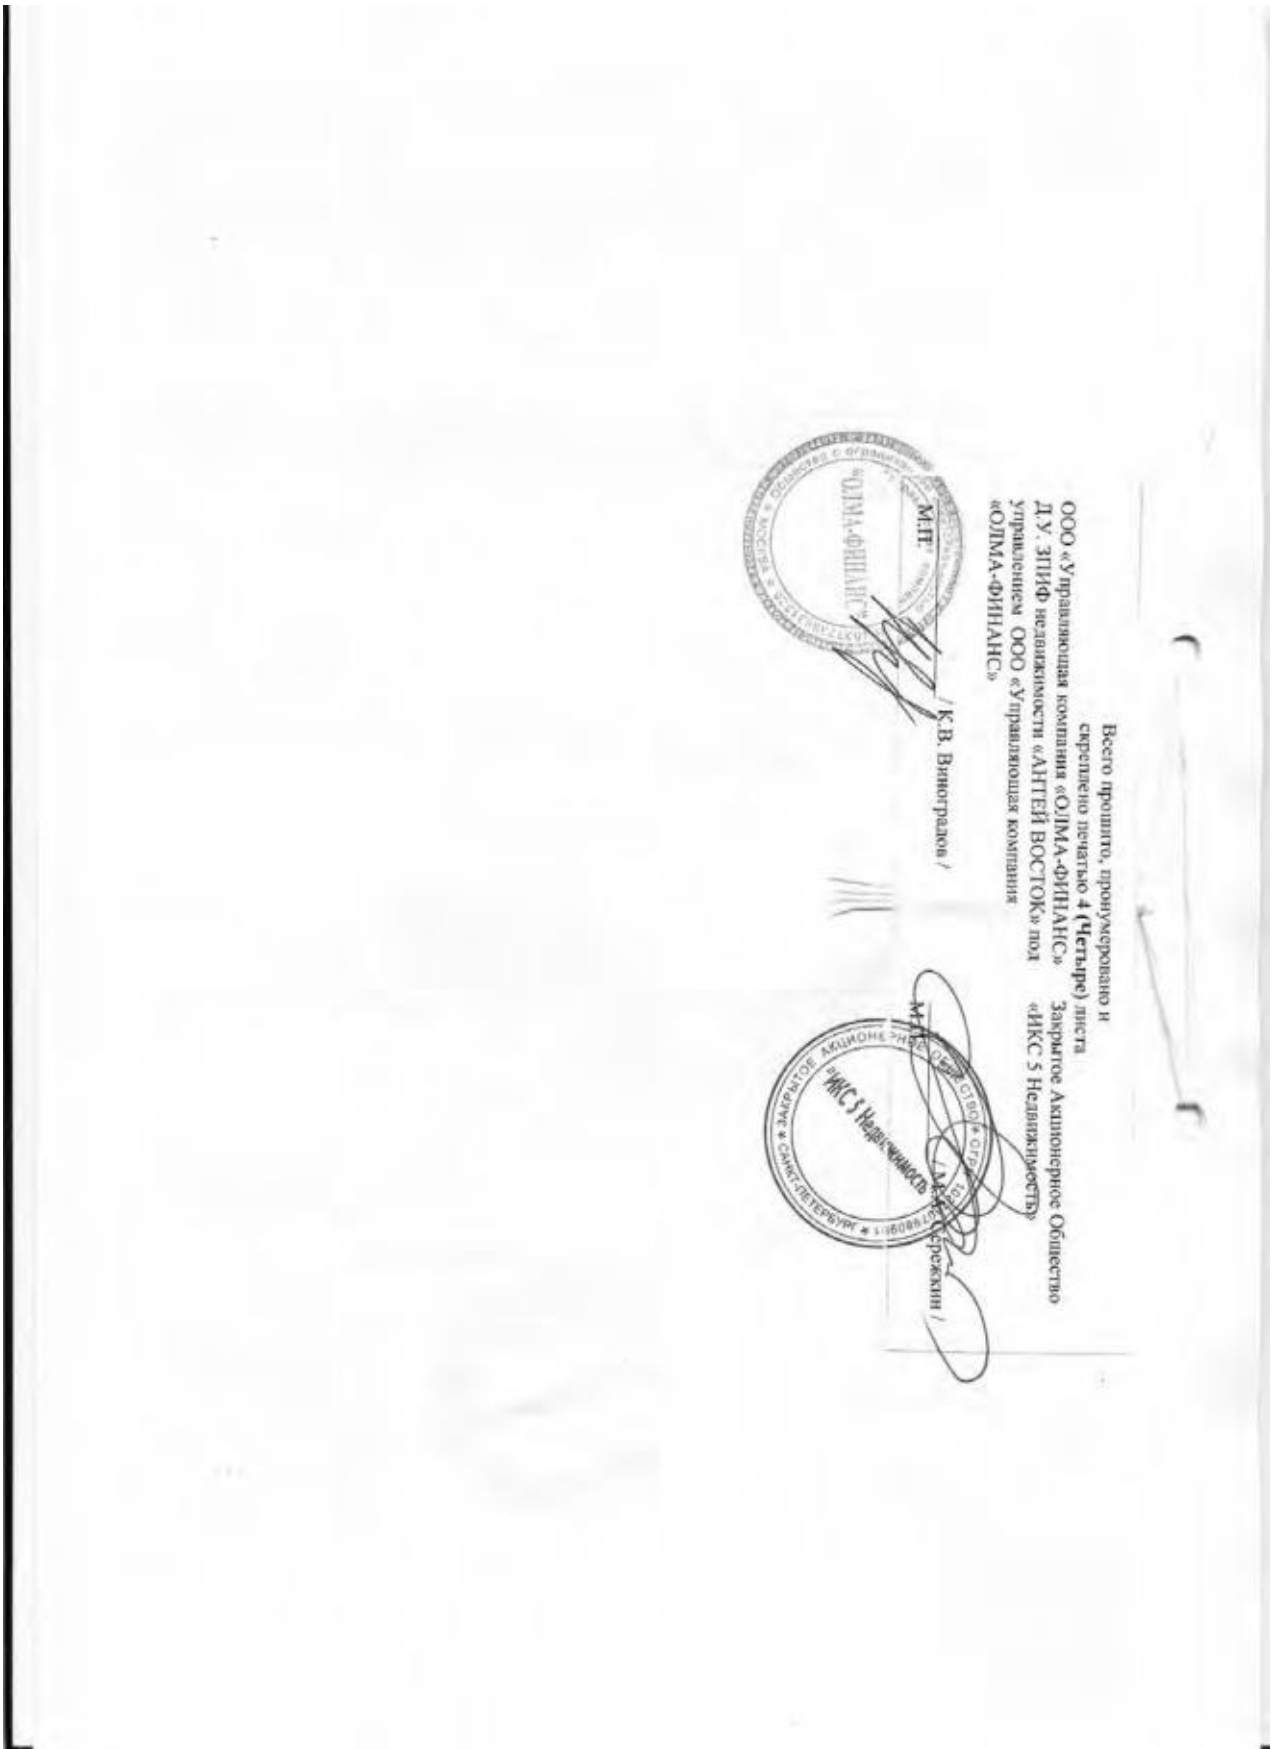 Всего прошито, пронумеровано и
скреплено печатью 4 (Четыре) листа
ООО «Управляющая компания «ОЛМА-ФИНАНС»
Д.У. ЗПИФ недвижимости «АНТЕЙ ВОСТОК» под
управлением ООО «Управляющая компания
«ОЛМА-ФИНАНС»
М.П.
/ К.В. Виноградов /
"ОЛМА-ФИНАНС"
МОСКВА
Закрытое Акционерное Общество
«ИКС 5 Недвижимость»
М.П.
Сережкин /
ЗАКРЫТОЕ АКЦИОНЕРНОЕ ОБЩЕСТВО
САНКТ-ПЕТЕРБУРГ
"ИКС 5 Недвижимость